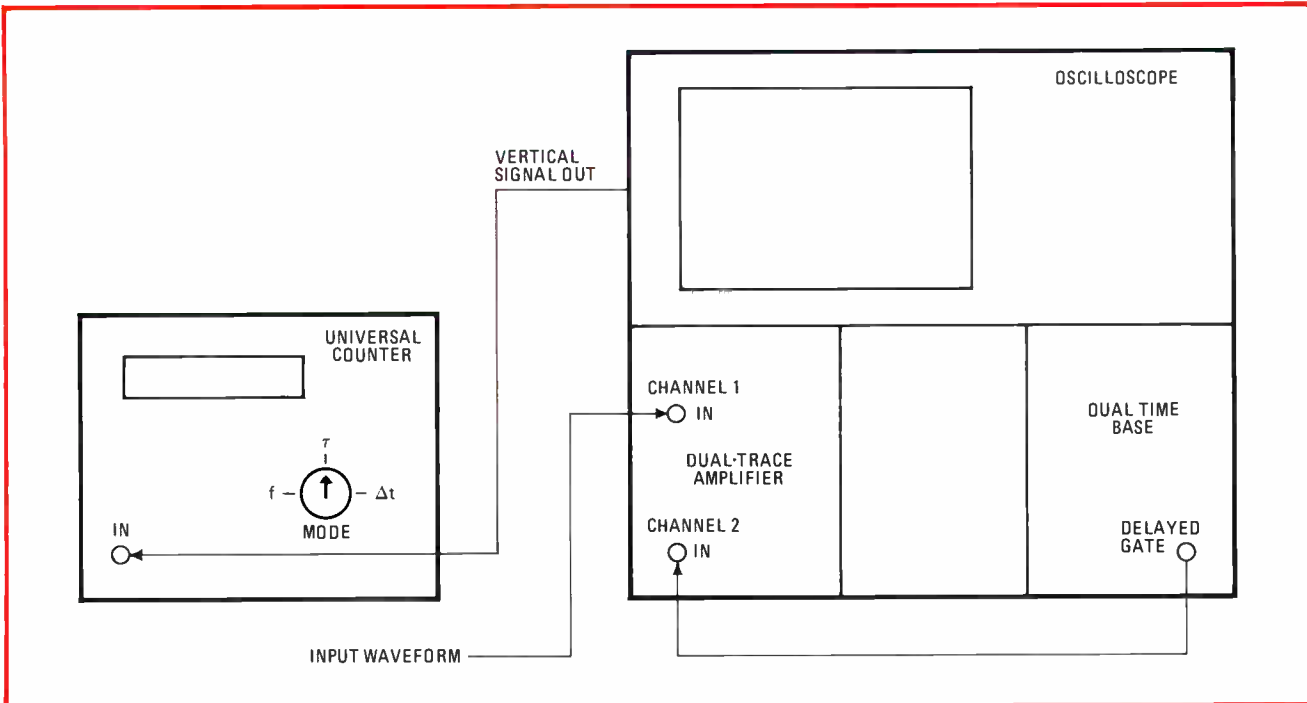 OSCILLOSCOPE
VERTICAL
SIGNAL OUT
UNIVERSAL
COUNTER
CHANNEL 1
IN
DUAL TIME
BASE
DUAL-TRACE
AMPLIFIER
τ
f
Δt
MODE
IN
CHANNEL 2
IN
DELAYED
GATE
INPUT WAVEFORM